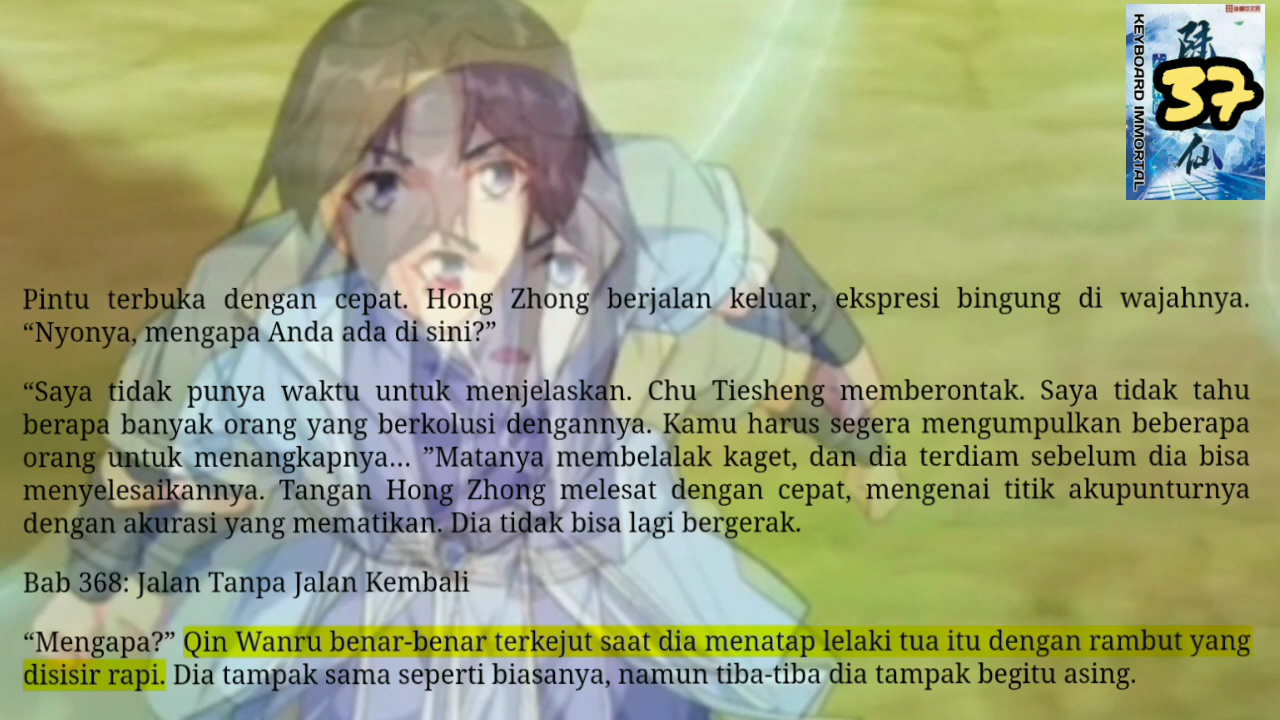 KEYBOARD IMMORTAL
37
仙
Pintu terbuka dengan cepat. Hong Zhong berjalan keluar, ekspresi bingung di wajahnya.
“Nyonya, mengapa Anda ada di sini?”
“Saya tidak punya waktu untuk menjelaskan. Chu Tiesheng memberontak. Saya tidak tahu
berapa banyak orang yang berkolusi dengannya. Kamu harus segera mengumpulkan beberapa
orang untuk menangkapnya... ”Matanya membelalak kaget, dan dia terdiam sebelum dia bisa
menyelesaikannya. Tangan Hong Zhong melesat dengan cepat, mengenai titik akupunturnya
dengan akurasi yang mematikan. Dia tidak bisa lagi bergerak.
Bab 368: Jalan Tanpa Jalan Kembali
“Mengapa?” Qin Wanru benar-benar terkejut saat dia menatap lelaki tua itu dengan rambut yang
disisir rapi. Dia tampak sama seperti biasanya, namun tiba-tiba dia tampak begitu asing.